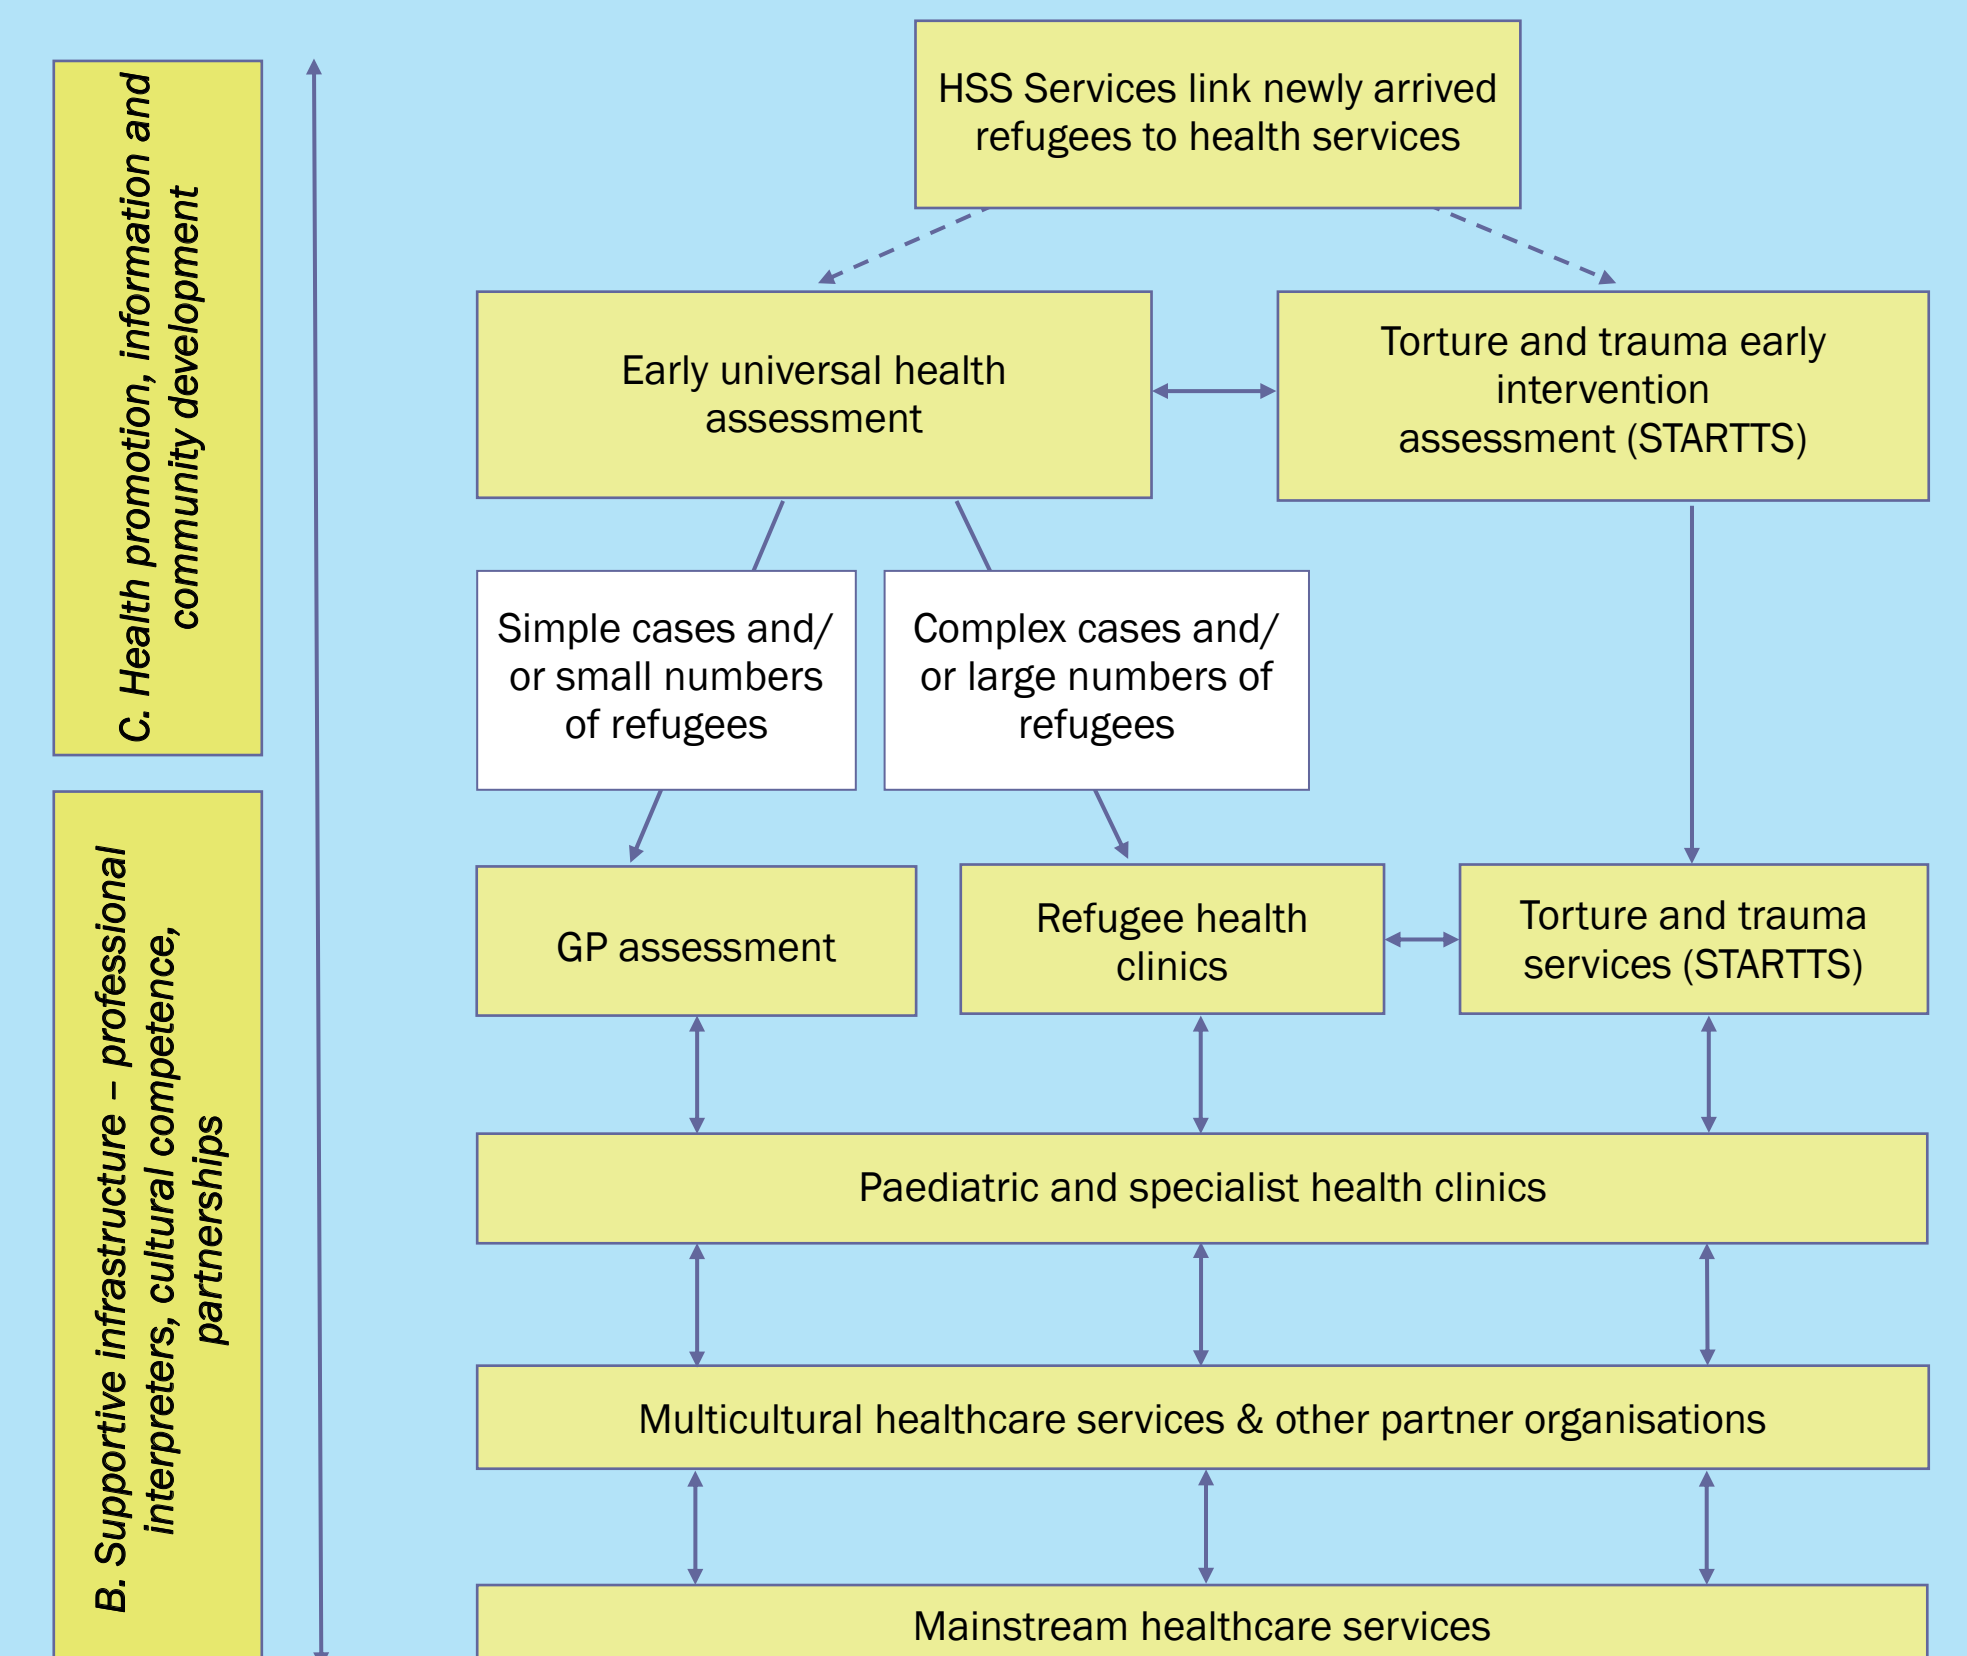 C. Health promotion, information and
community development
B. Supportive infrastructure – professional
interpreters, cultural competence,
partnerships
HSS Services link newly arrived
refugees to health services
Early universal health
assessment
Torture and trauma early
intervention
assessment (STARTTS)
Simple cases and/
or small numbers
of refugees
Complex cases and/
or large numbers of
refugees
GP assessment
Refugee health
clinics
Torture and trauma
services (STARTTS)
Paediatric and specialist health clinics
Multicultural healthcare services & other partner organisations
Mainstream healthcare services